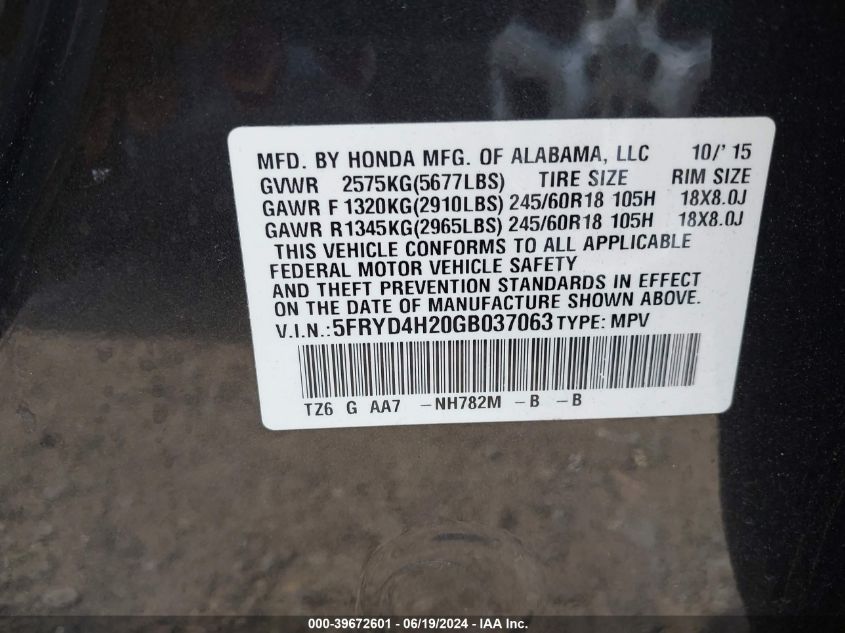 MFD. BY HONDA MFG. OF ALABAMA, LLC 10/'15
GVWR 2575KG(5677LBS) TIRE SIZE RIM SIZE
GAWR F 1320KG(2910LBS) 245/60R18 105H 18X8.0J
GAWR R1345KG(2965LBS) 245/60R18 105H 18X8.0J
THIS VEHICLE CONFORMS TO ALL APPLICABLE
FEDERAL MOTOR VEHICLE SAFETY
AND THEFT PREVENTION STANDARDS IN EFFECT
ON THE DATE OF MANUFACTURE SHOWN ABOVE.
V.I.N.:5FRYD4H20GB037063 TYPE: MPV
TZ6 G AA7 -NH782M -B -B
000-39672601 - 06/19/2024 - IAA Inc.